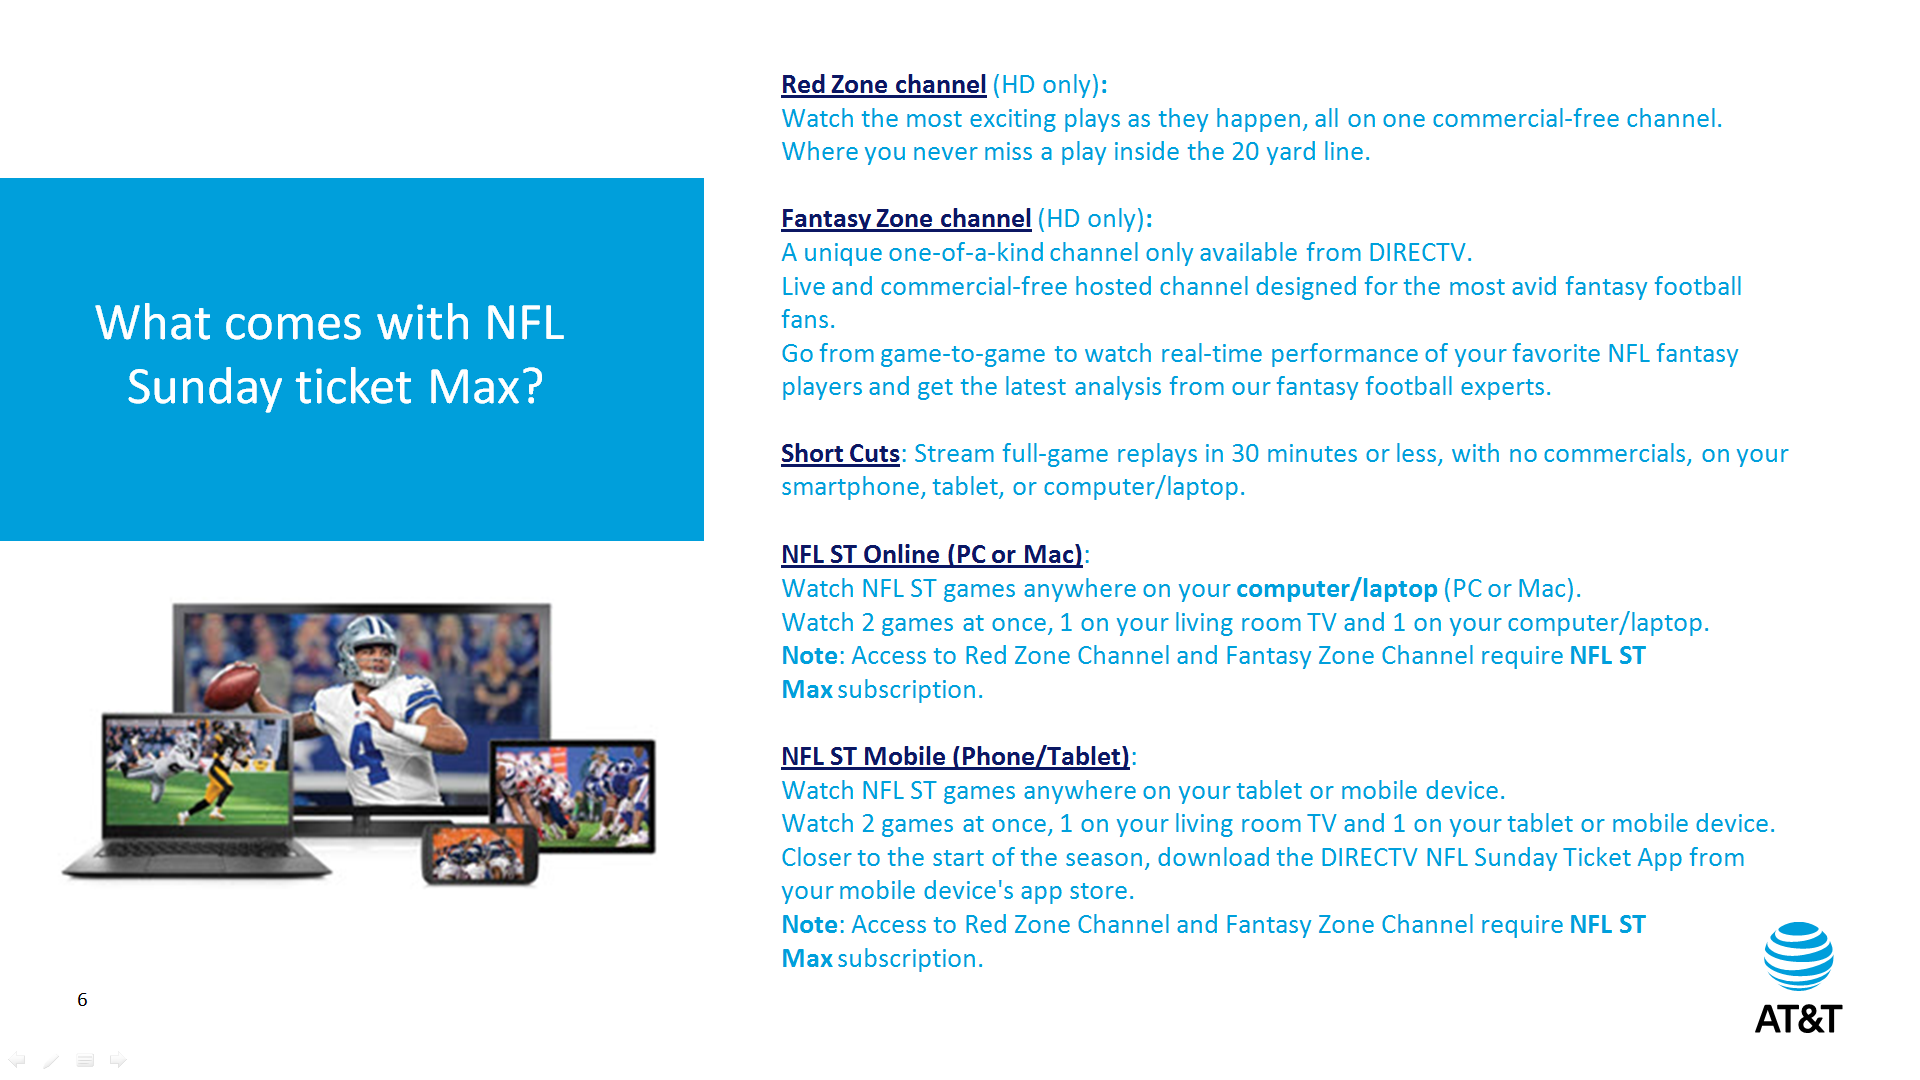 What comes with NFL
Sunday ticket Max?
Red Zone channel (HD only):
Watch the most exciting plays as they happen, all on one commercial-free channel.
Where you never miss a play inside the 20 yard line.
Fantasy Zone channel (HD only):
A unique one-of-a-kind channel only available from DIRECTV.
Live and commercial-free hosted channel designed for the most avid fantasy football
fans.
Go from game-to-game to watch real-time performance of your favorite NFL fantasy
players and get the latest analysis from our fantasy football experts.
Short Cuts: Stream full-game replays in 30 minutes or less, with no commercials, on your
smartphone, tablet, or computer/laptop.
NFL ST Online (PC or Mac):
Watch NFL ST games anywhere on your computer/laptop (PC or Mac).
Watch 2 games at once, 1 on your living room TV and 1 on your computer/laptop.
Note: Access to Red Zone Channel and Fantasy Zone Channel require NFL ST
Max subscription.
NFL ST Mobile (Phone/Tablet):
Watch NFL ST games anywhere on your tablet or mobile device.
Watch 2 games at once, 1 on your living room TV and 1 on your tablet or mobile device.
Closer to the start of the season, download the DIRECTV NFL Sunday Ticket App from
your mobile device's app store.
Note: Access to Red Zone Channel and Fantasy Zone Channel require NFL ST
Max subscription.
4
6
AT&T